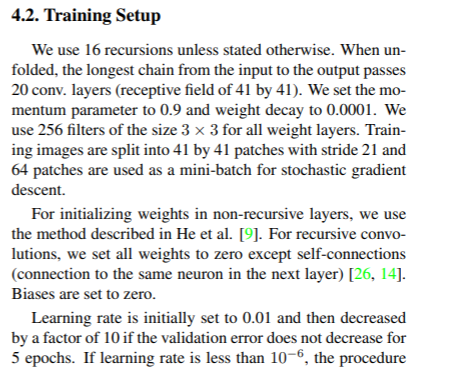 4.2. Training Setup
We use 16 recursions unless stated otherwise. When un-
folded, the longest chain from the input to the output passes
20 conv. layers (receptive field of 41 by 41). We set the mo-
mentum parameter to 0.9 and weight decay to 0.0001. We
use 256 filters of the size 3 × 3 for all weight layers. Train-
ing images are split into 41 by 41 patches with stride 21 and
64 patches are used as a mini-batch for stochastic gradient
descent.
For initializing weights in non-recursive layers, we use
the method described in He et al. [9]. For recursive convo-
lutions, we set all weights to zero except self-connections
(connection to the same neuron in the next layer) [26, 14].
Biases are set to zero.
Learning rate is initially set to 0.01 and then decreased
by a factor of 10 if the validation error does not decrease for
5 epochs. If learning rate is less than 10⁻⁶, the procedure